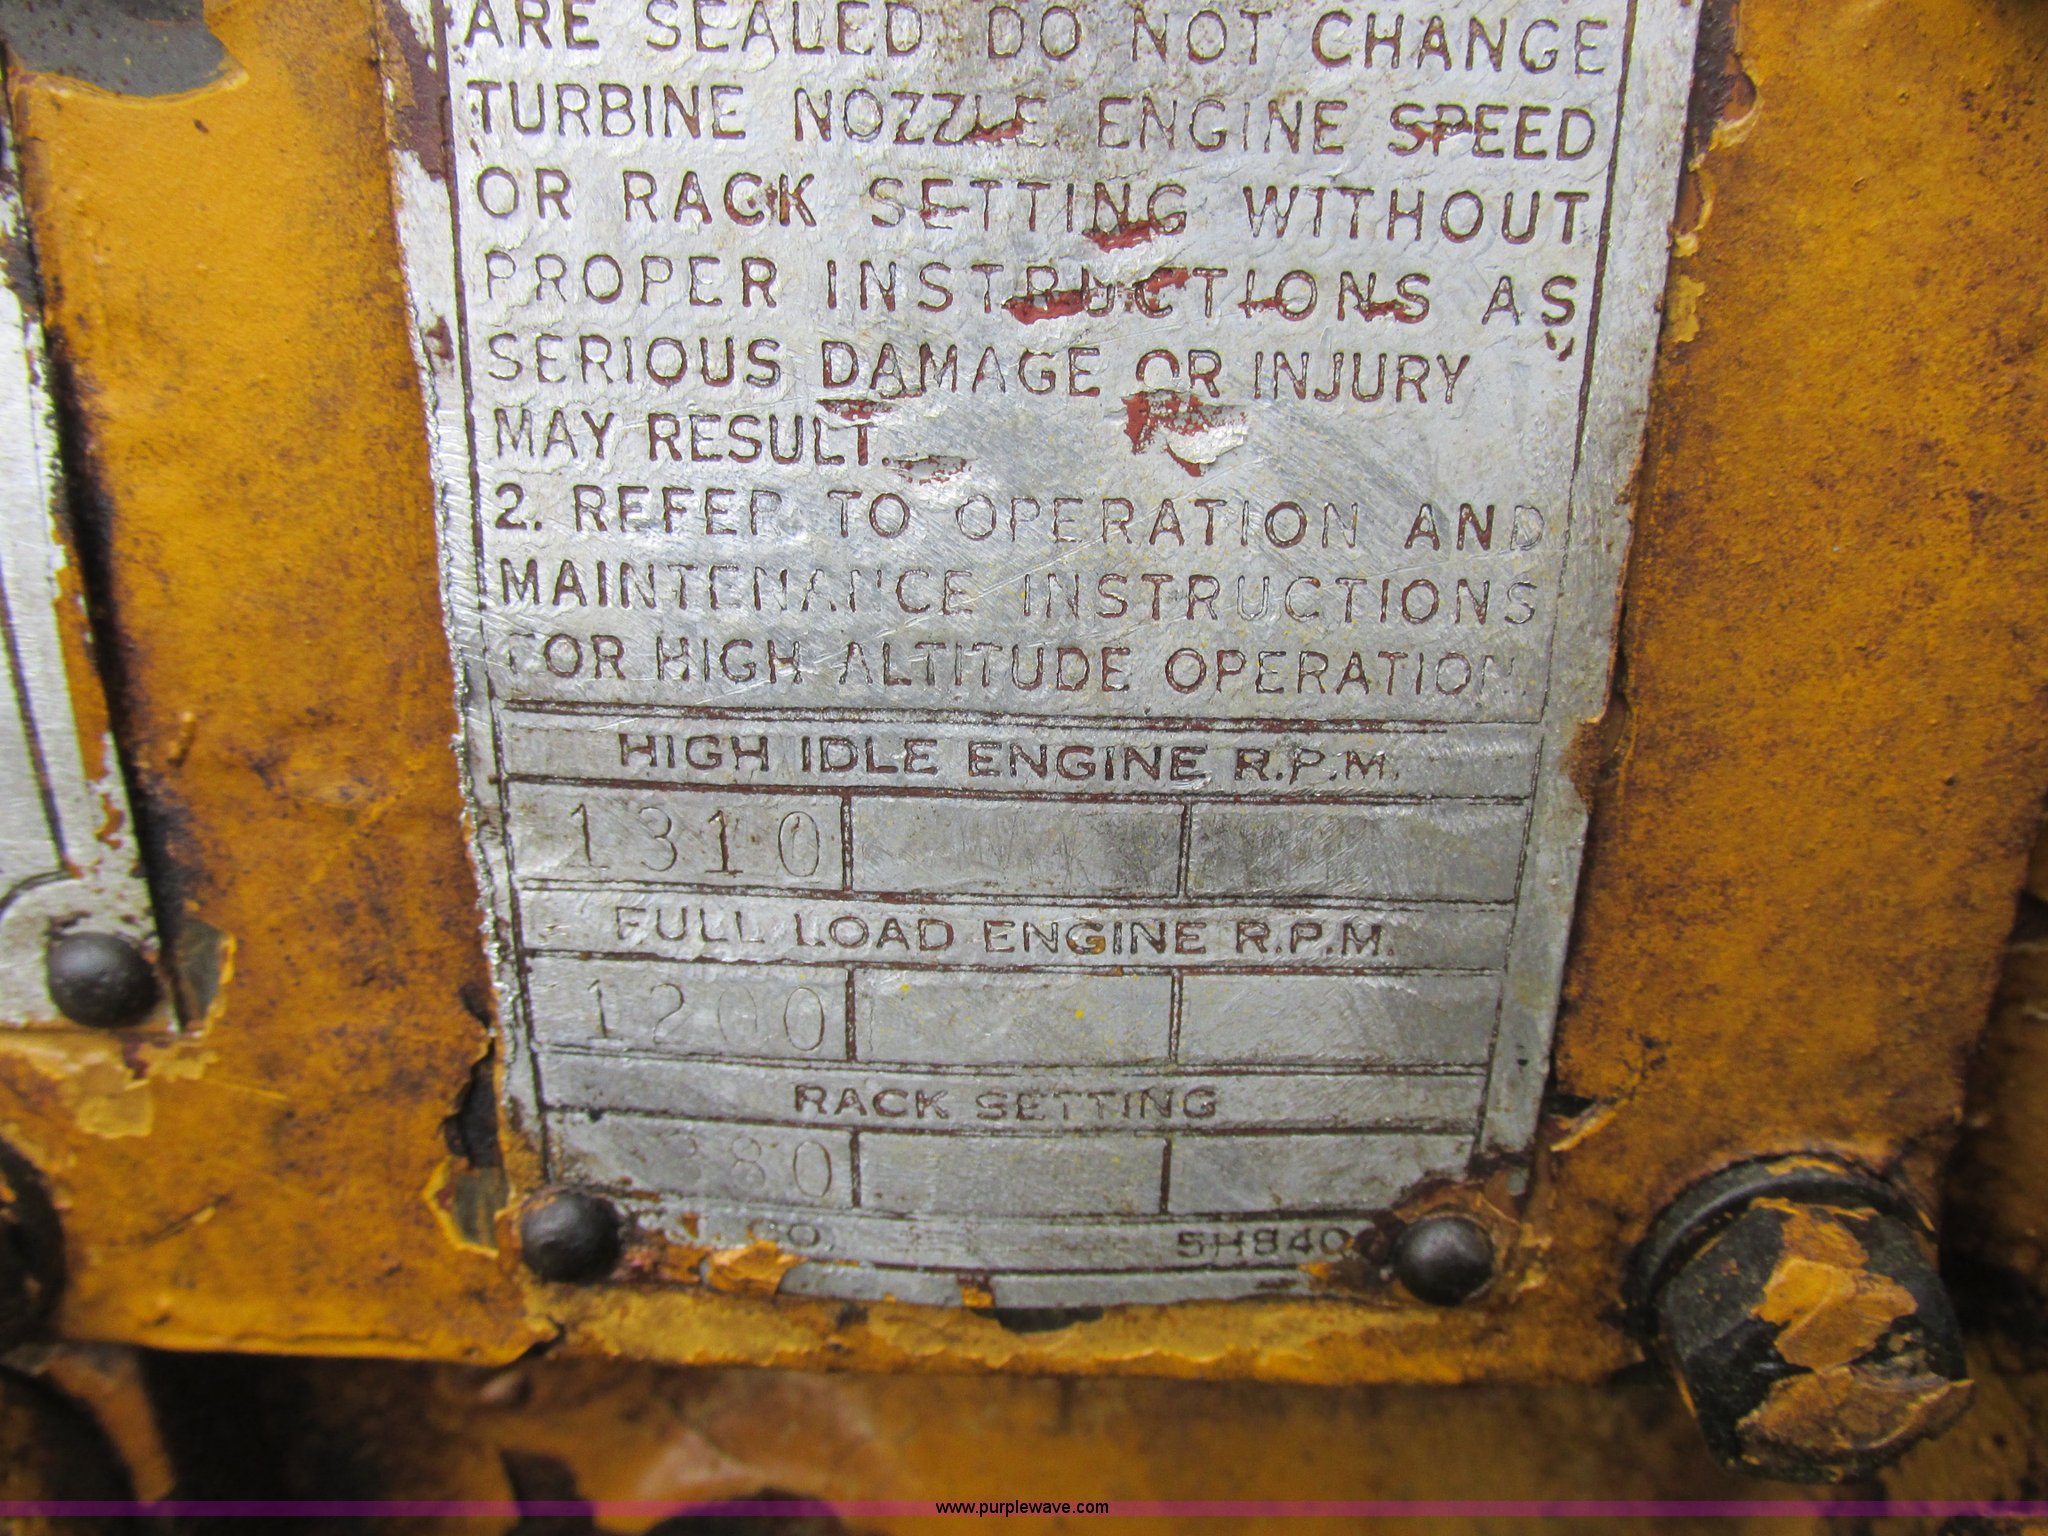 ARE SEALED DO NOT CHANGE
TURBINE NOZZLE, ENGINE SPEED
OR RACK SETTING WITHOUT
PROPER INSTRUCTIONS AS
SERIOUS DAMAGE OR INJURY
MAY RESULT.
2. REFER TO OPERATION AND
MAINTENANCE INSTRUCTIONS
FOR HIGH ALTITUDE OPERATION.
HIGH IDLE ENGINE R.P.M.
1310
FULL LOAD ENGINE R.P.M.
1200
RACK SETTING
CO. 5H840
www.purplewave.com